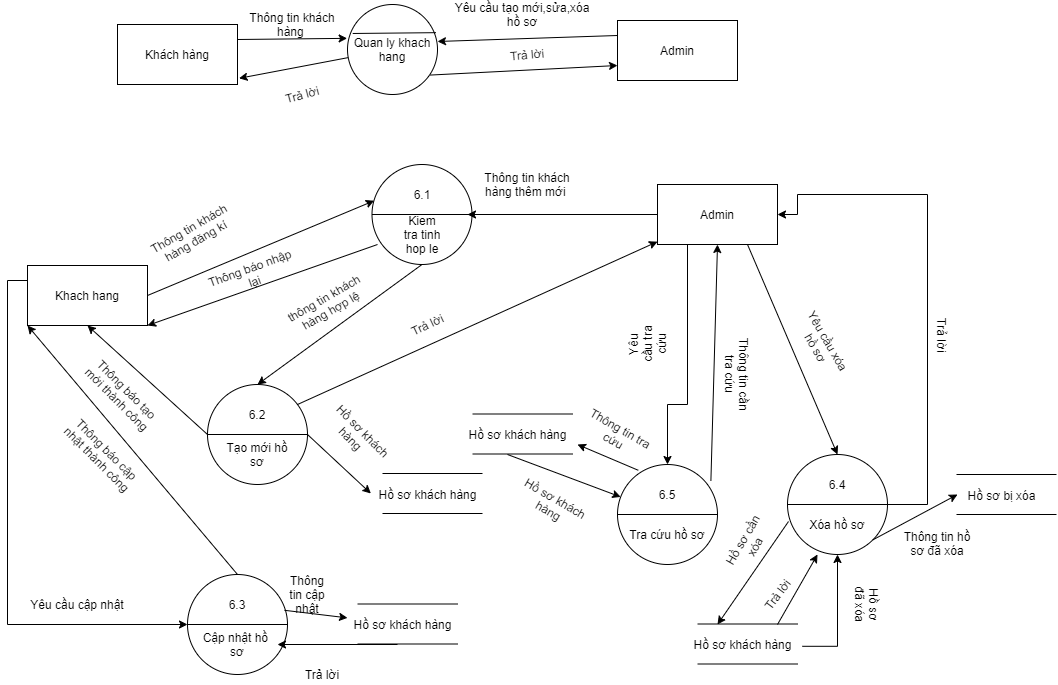 Thông tin khách
hàng
Yêu cầu tạo mới,sửa,xóa
hồ sơ
Khách hàng
Quan ly khach
hang
Admin
Trả lời
Trả lời
6.1
Kiem
tra tinh
hop le
Thông tin khách
hàng thêm mới
Admin
Thông tin khách
hàng đăng kí
Thông báo nhập
lại
Khach hang
thông tin khách
hàng hợp lệ
Trả lời
Yêu
cầu tra
cứu
Thông tin cần
tra cứu
Yêu cầu xóa
hồ sơ
Trả lời
Thông báo tạo
mới thành công
6.2
Tạo mới hồ
sơ
Hồ sơ khách
hàng
Hồ sơ khách hàng
Thông báo cập
nhật thành công
Hồ sơ khách hàng
Thông tin tra
cứu
Hồ sơ khách
hàng
6.5
Tra cứu hồ sơ
6.4
Xóa hồ sơ
Hồ sơ bị xóa
Thông tin hồ
sơ đã xóa
Hồ sơ cần
xóa
Trả lời
Hồ sơ
đã xóa
Hồ sơ khách hàng
Yêu cầu cập nhật
6.3
Cập nhật hồ
sơ
Thông
tin cập
nhật
Hồ sơ khách hàng
Trả lời